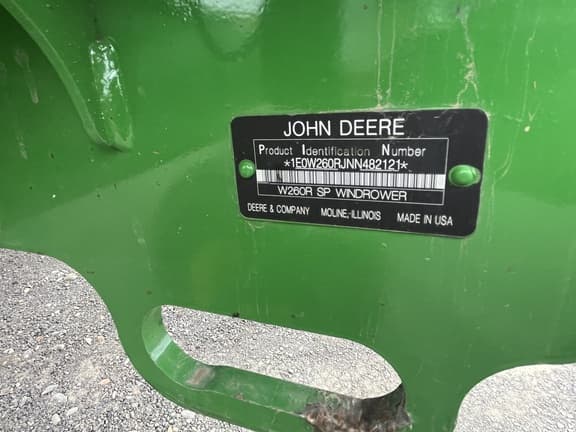 JOHN DEERE
Product Identification Number
*1E0W260RJNN482121*
W260R SP WINDROWER
DEERE & COMPANY MOLINE, ILLINOIS MADE IN USA